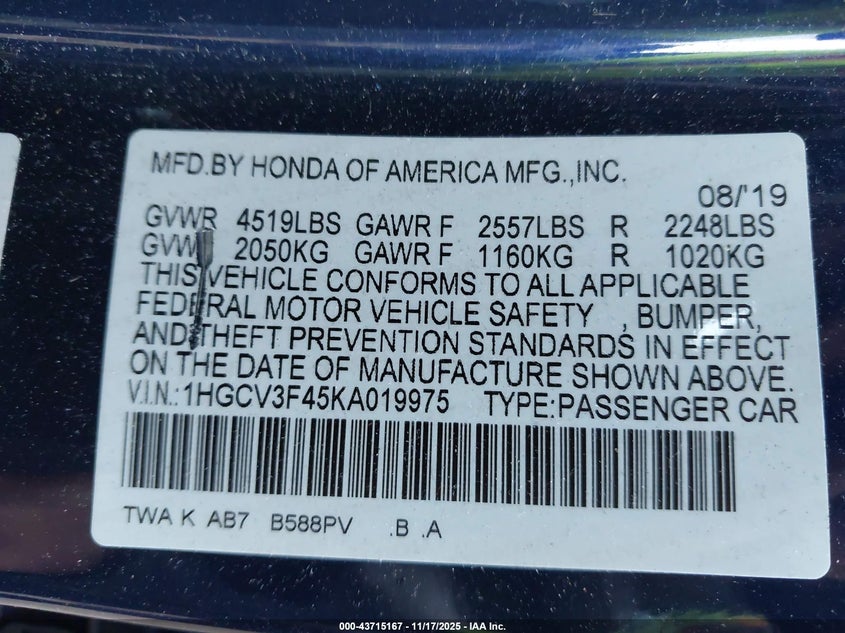 MFD.BY HONDA OF AMERICA MFG.,INC.
08/'19
GVWR 4519LBS GAWR F 2557LBS R 2248LBS
GVWR 2050KG GAWR F 1160KG R 1020KG
THIS VEHICLE CONFORMS TO ALL APPLICABLE
FEDERAL MOTOR VEHICLE SAFETY , BUMPER,
AND THEFT PREVENTION STANDARDS IN EFFECT
ON THE DATE OF MANUFACTURE SHOWN ABOVE.
V.I.N.:1HGCV3F45KA019975 TYPE:PASSENGER CAR
TWA K AB7 B588PV .B .A
000-43715167 - 11/17/2025 - IAA Inc.